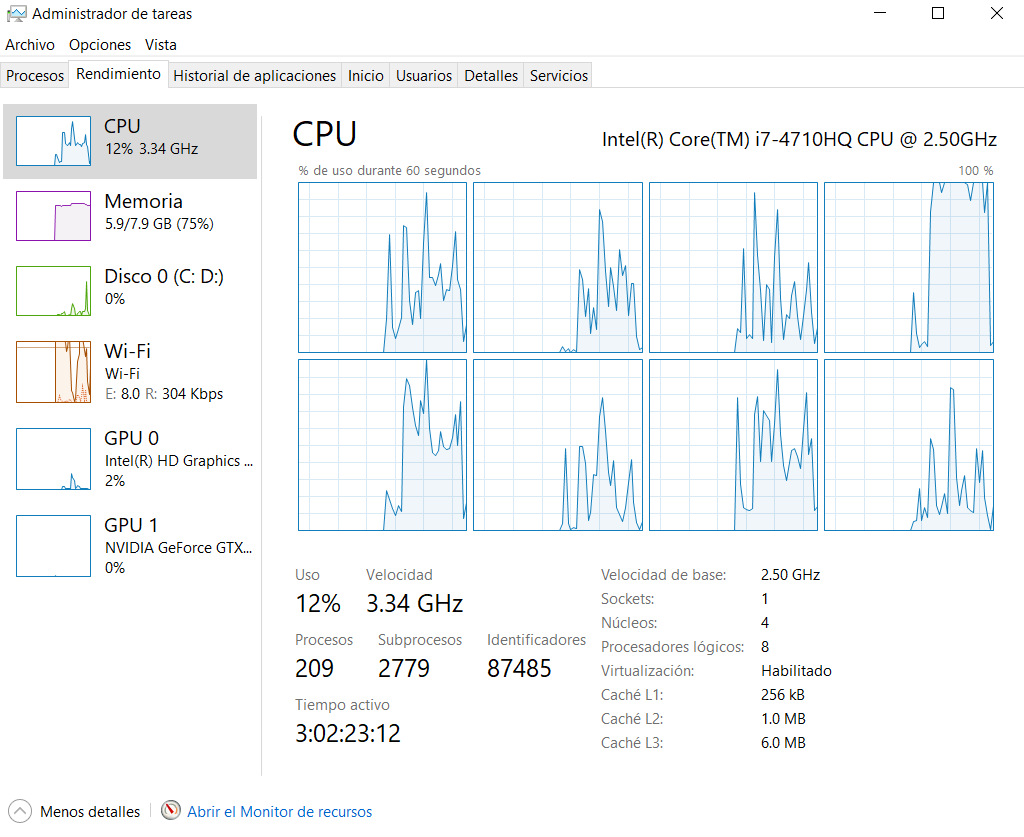 Administrador de tareas
Archivo Opciones Vista
Procesos Rendimiento Historial de aplicaciones Inicio Usuarios Detalles Servicios
CPU
12% 3.34 GHz
Memoria
5.9/7.9 GB (75%)
Disco 0 (C: D:)
0%
Wi-Fi
Wi-Fi
E: 8.0 R: 304 Kbps
GPU 0
Intel(R) HD Graphics ...
2%
GPU 1
NVIDIA GeForce GTX...
0%
CPU Intel(R) Core(TM) i7-4710HQ CPU @ 2.50GHz
% de uso durante 60 segundos 100 %
Uso Velocidad
12% 3.34 GHz
Procesos Subprocesos Identificadores
209 2779 87485
Tiempo activo
3:02:23:12
Velocidad de base: 2.50 GHz
Sockets: 1
Núcleos: 4
Procesadores lógicos: 8
Virtualización: Habilitado
Caché L1: 256 kB
Caché L2: 1.0 MB
Caché L3: 6.0 MB
Menos detalles Abrir el Monitor de recursos